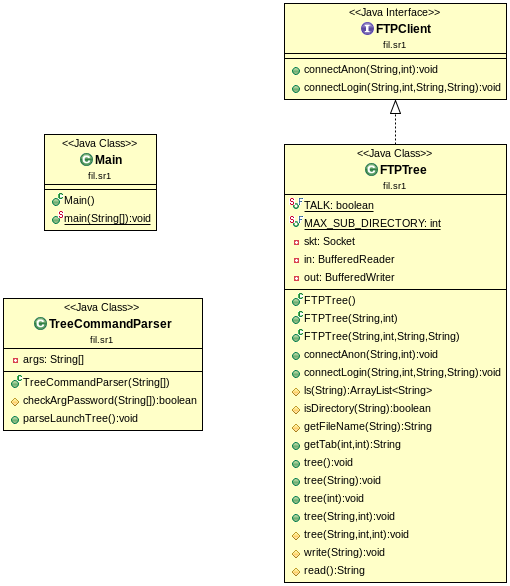 <<Java Interface>>
FTPClient
fil.sr1
connectAnon(String,int):void
connectLogin(String,int,String,String):void
<<Java Class>>
Main
fil.sr1
Main()
main(String[]):void
<<Java Class>>
FTPTree
fil.sr1
TALK: boolean
MAX_SUB_DIRECTORY: int
skt: Socket
in: BufferedReader
out: BufferedWriter
FTPTree()
FTPTree(String,int)
FTPTree(String,int,String,String)
connectAnon(String,int):void
connectLogin(String,int,String,String):void
ls(String):ArrayList<String>
isDirectory(String):boolean
getFileName(String):String
getTab(int,int):String
tree():void
tree(String):void
tree(int):void
tree(String,int):void
tree(String,int,int):void
write(String):void
read():String
<<Java Class>>
TreeCommandParser
fil.sr1
args: String[]
TreeCommandParser(String[])
checkArgPassword(String[]):boolean
parseLaunchTree():void